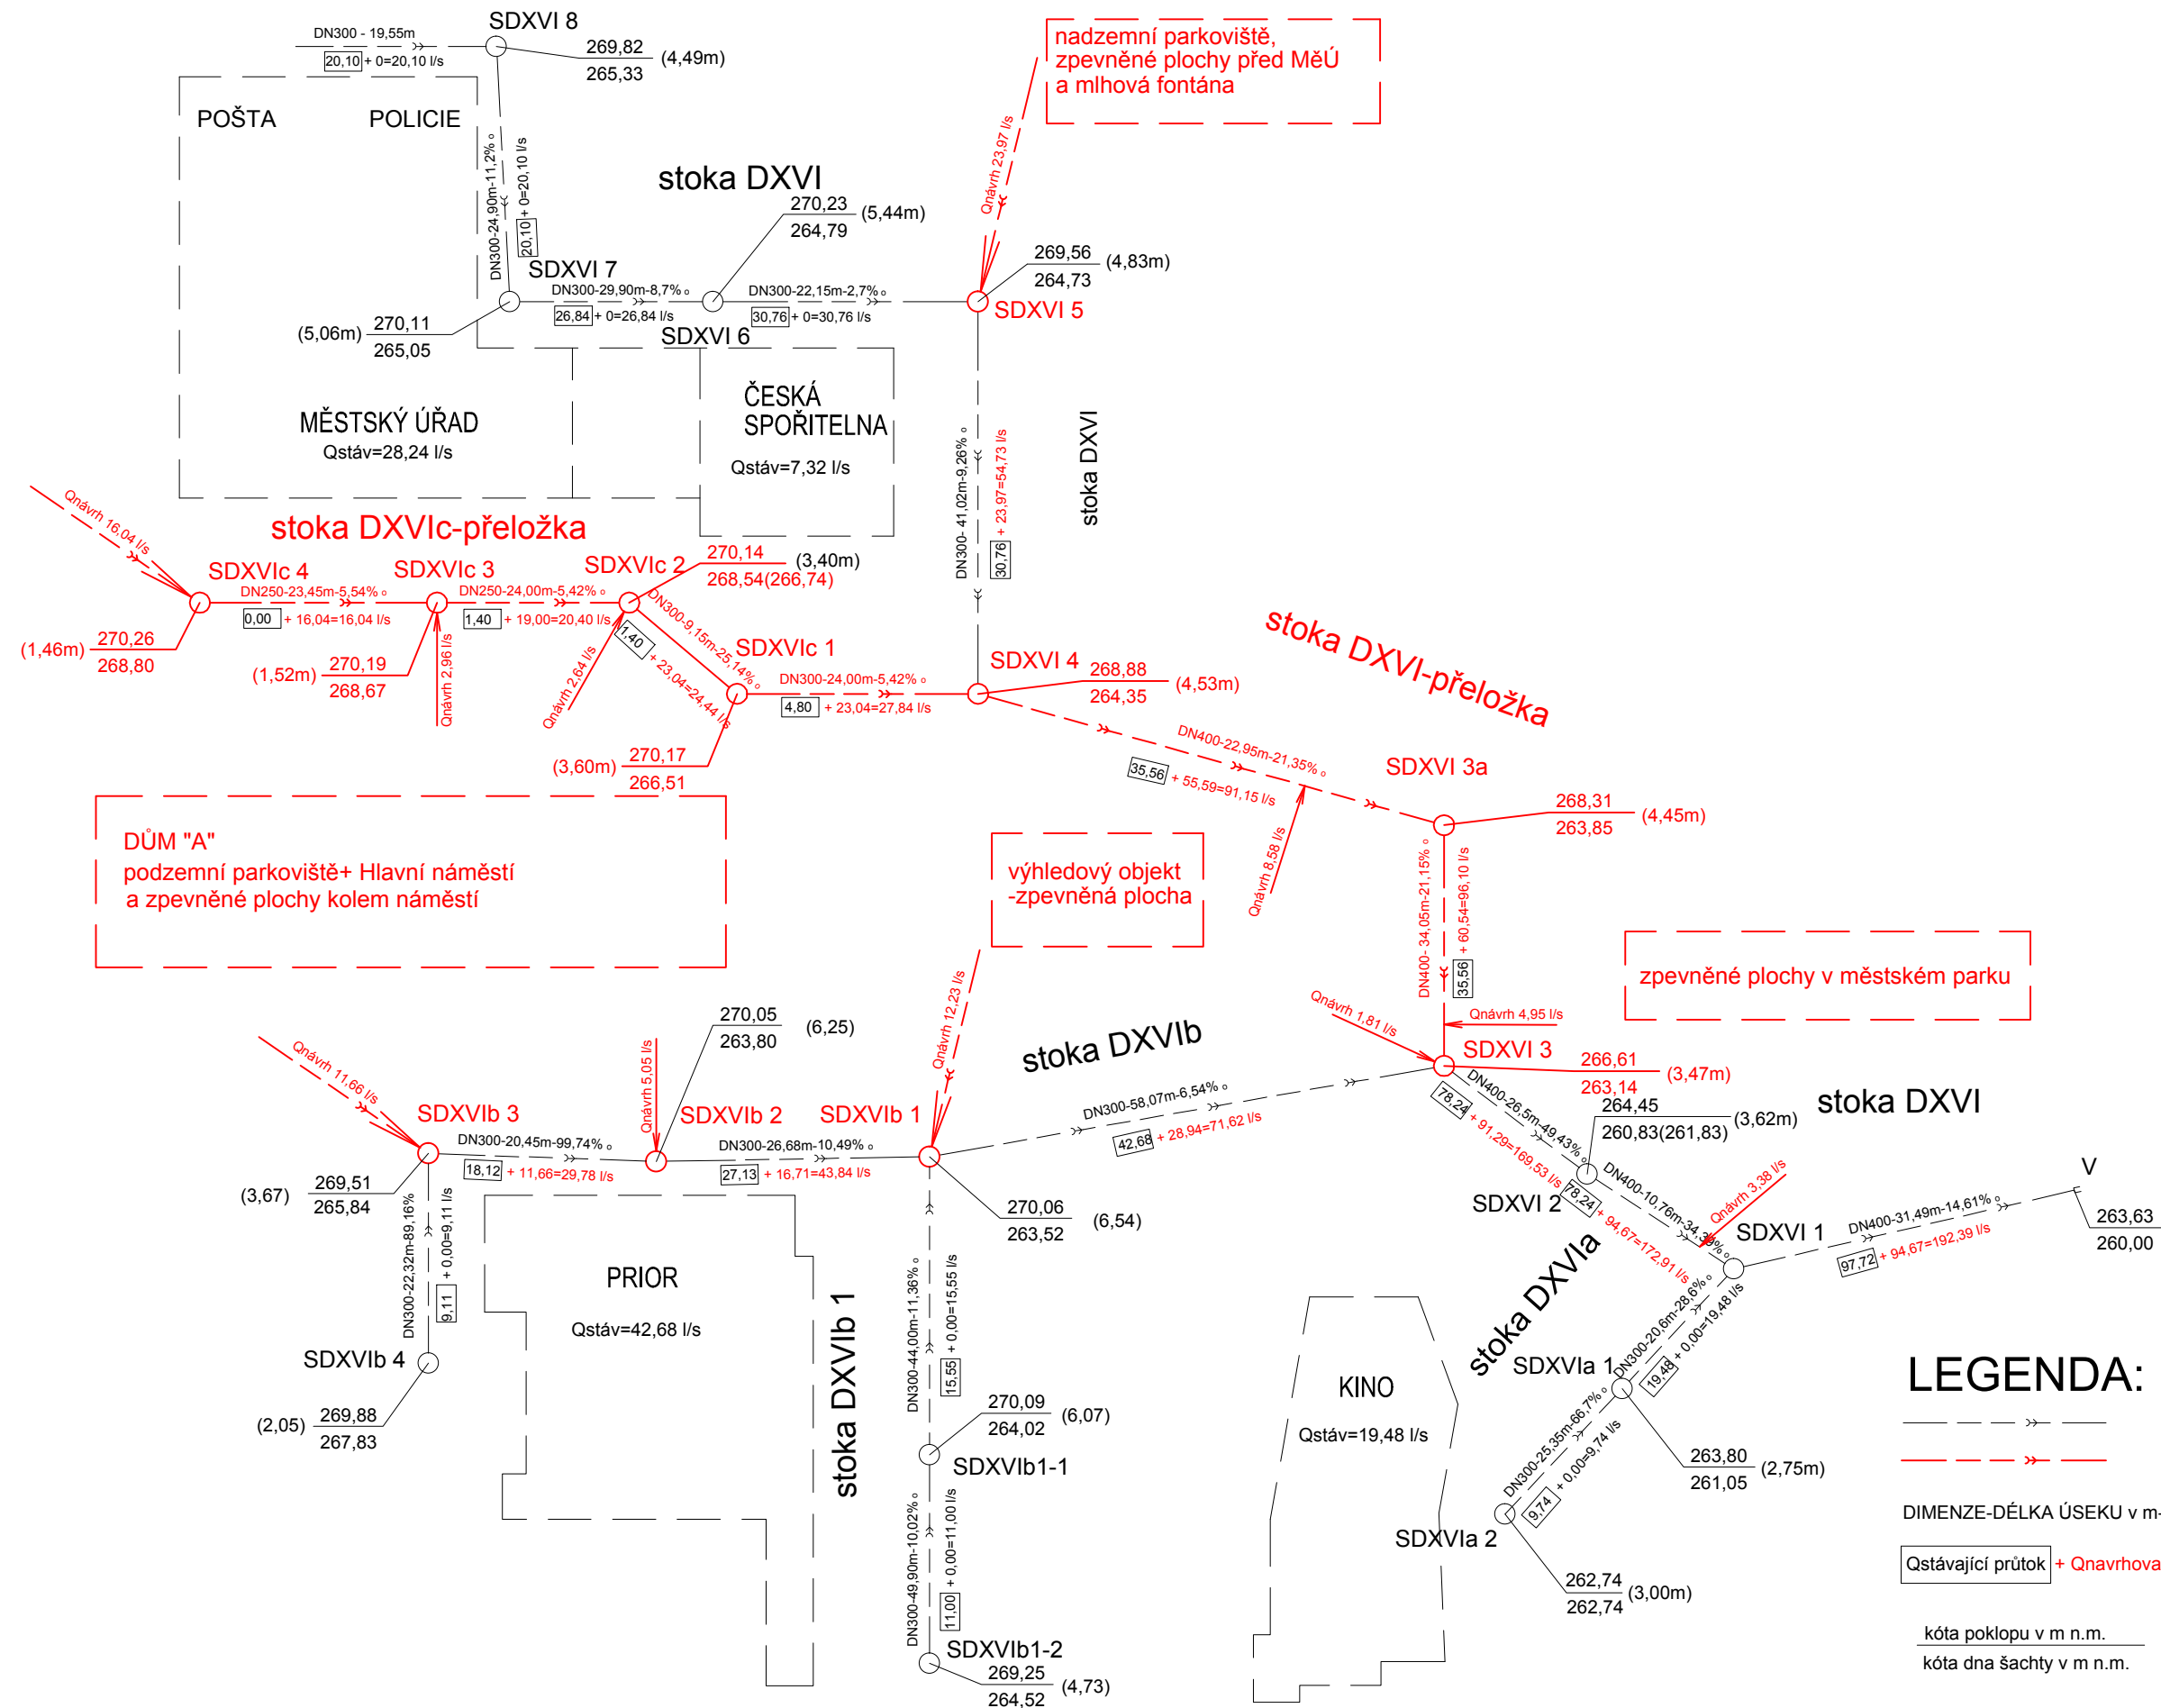 DN300 - 19,55m
20,10 + 0=20,10 l/s
SDXVI 8
269,82
265,33
(4,49m)
nadzemní parkoviště,
zpevněné plochy před MěÚ
a mlhová fontána
POŠTA
POLICIE
DN300-24,90m-11,2% o
20,10 + 0=20,10 l/s
stoka DXVI
Qnávrh 23,97 l/s
270,23
264,79
(5,44m)
269,56
264,73
(4,83m)
SDXVI 7
DN300-29,90m-8,7% o
26,84 + 0=26,84 l/s
DN300-22,15m-2,7% o
30,76 + 0=30,76 l/s
SDXVI 5
SDXVI 6
(5,06m)
270,11
265,05
MĚSTSKÝ ÚŘAD
Qstáv=28,24 l/s
ČESKÁ
SPOŘITELNA
Qstáv=7,32 l/s
DN300- 41,02m-9,26% o
30,76 + 23,97=54,73 l/s
stoka DXVI
Qnávrh 16,04 l/s
stoka DXVIc-přeložka
SDXVIc 4
SDXVIc 3
SDXVIc 2
270,14
268,54(266,74)
(3,40m)
DN250-23,45m-5,54% o
0,00 + 16,04=16,04 l/s
DN250-24,00m-5,42% o
1,40 + 19,00=20,40 l/s
DN300-9,15m-25,14% o
1,40 + 23,04=24,44 l/s
(1,46m)
270,26
268,80
(1,52m)
270,19
268,67
Qnávrh 2,96 l/s
Qnávrh 2,64 l/s
SDXVIc 1
DN300-24,00m-5,42% o
4,80 + 23,04=27,84 l/s
(3,60m)
270,17
266,51
SDXVI 4
268,88
264,35
(4,53m)
stoka DXVI-přeložka
DN400-22,95m-21,35% o
35,56 + 55,59=91,15 l/s
Qnávrh 8,58 l/s
SDXVI 3a
268,31
263,85
(4,45m)
DŮM "A"
podzemní parkoviště+ Hlavní náměstí
a zpevněné plochy kolem náměstí
výhledový objekt
-zpevněná plocha
DN400- 34,05m-21,15% o
35,56 + 60,54=96,10 l/s
zpevněné plochy v městském parku
Qnávrh 1,81 l/s
Qnávrh 4,95 l/s
SDXVI 3
266,61
263,14
(3,47m)
Qnávrh 11,66 l/s
Qnávrh 5,05 l/s
270,05
263,80
(6,25)
Qnávrh 12,23 l/s
stoka DXVIb
SDXVIb 3
SDXVIb 2
SDXVIb 1
DN300-20,45m-99,74% o
18,12 + 11,66=29,78 l/s
DN300-26,68m-10,49% o
27,13 + 16,71=43,84 l/s
DN300-58,07m-6,54% o
42,68 + 28,94=71,62 l/s
DN400-26,5m-49,43% o
78,24 + 91,29=169,53 l/s
264,45
260,83(261,83)
(3,62m)
stoka DXVI
SDXVI 2
DN400-10,76m-34,39% o
78,24 + 94,67=172,91 l/s
Qnávrh 3,38 l/s
SDXVI 1
DN400-31,49m-14,61% o
97,72 + 94,67=192,39 l/s
V
263,63
260,00
(3,67)
269,51
265,84
DN300-22,32m-89,16%
9,11 + 0,00=9,11 l/s
SDXVIb 4
(2,05)
269,88
267,83
PRIOR
Qstáv=42,68 l/s
stoka DXVIb 1
270,06
263,52
(6,54)
DN300-44,00m-11,36% o
15,55 + 0,00=15,55 l/s
270,09
264,02
(6,07)
SDXVIb1-1
DN300-49,90m-10,02% o
11,00 + 0,00=11,00 l/s
SDXVIb1-2
269,25
264,52
(4,73)
KINO
Qstáv=19,48 l/s
stoka DXVIa
SDXVIa 1
DN300-20,6m-28,6% o
19,48 + 0,00=19,48 l/s
DN300-25,35m-66,7% o
9,74 + 0,00=9,74 l/s
263,80
261,05
(2,75m)
SDXVIa 2
262,74
262,74
(3,00m)
LEGENDA:
DIMENZE-DÉLKA ÚSEKU v m-
Qstávající průtok + Qnavrhova
kóta poklopu v m n.m.
kóta dna šachty v m n.m.